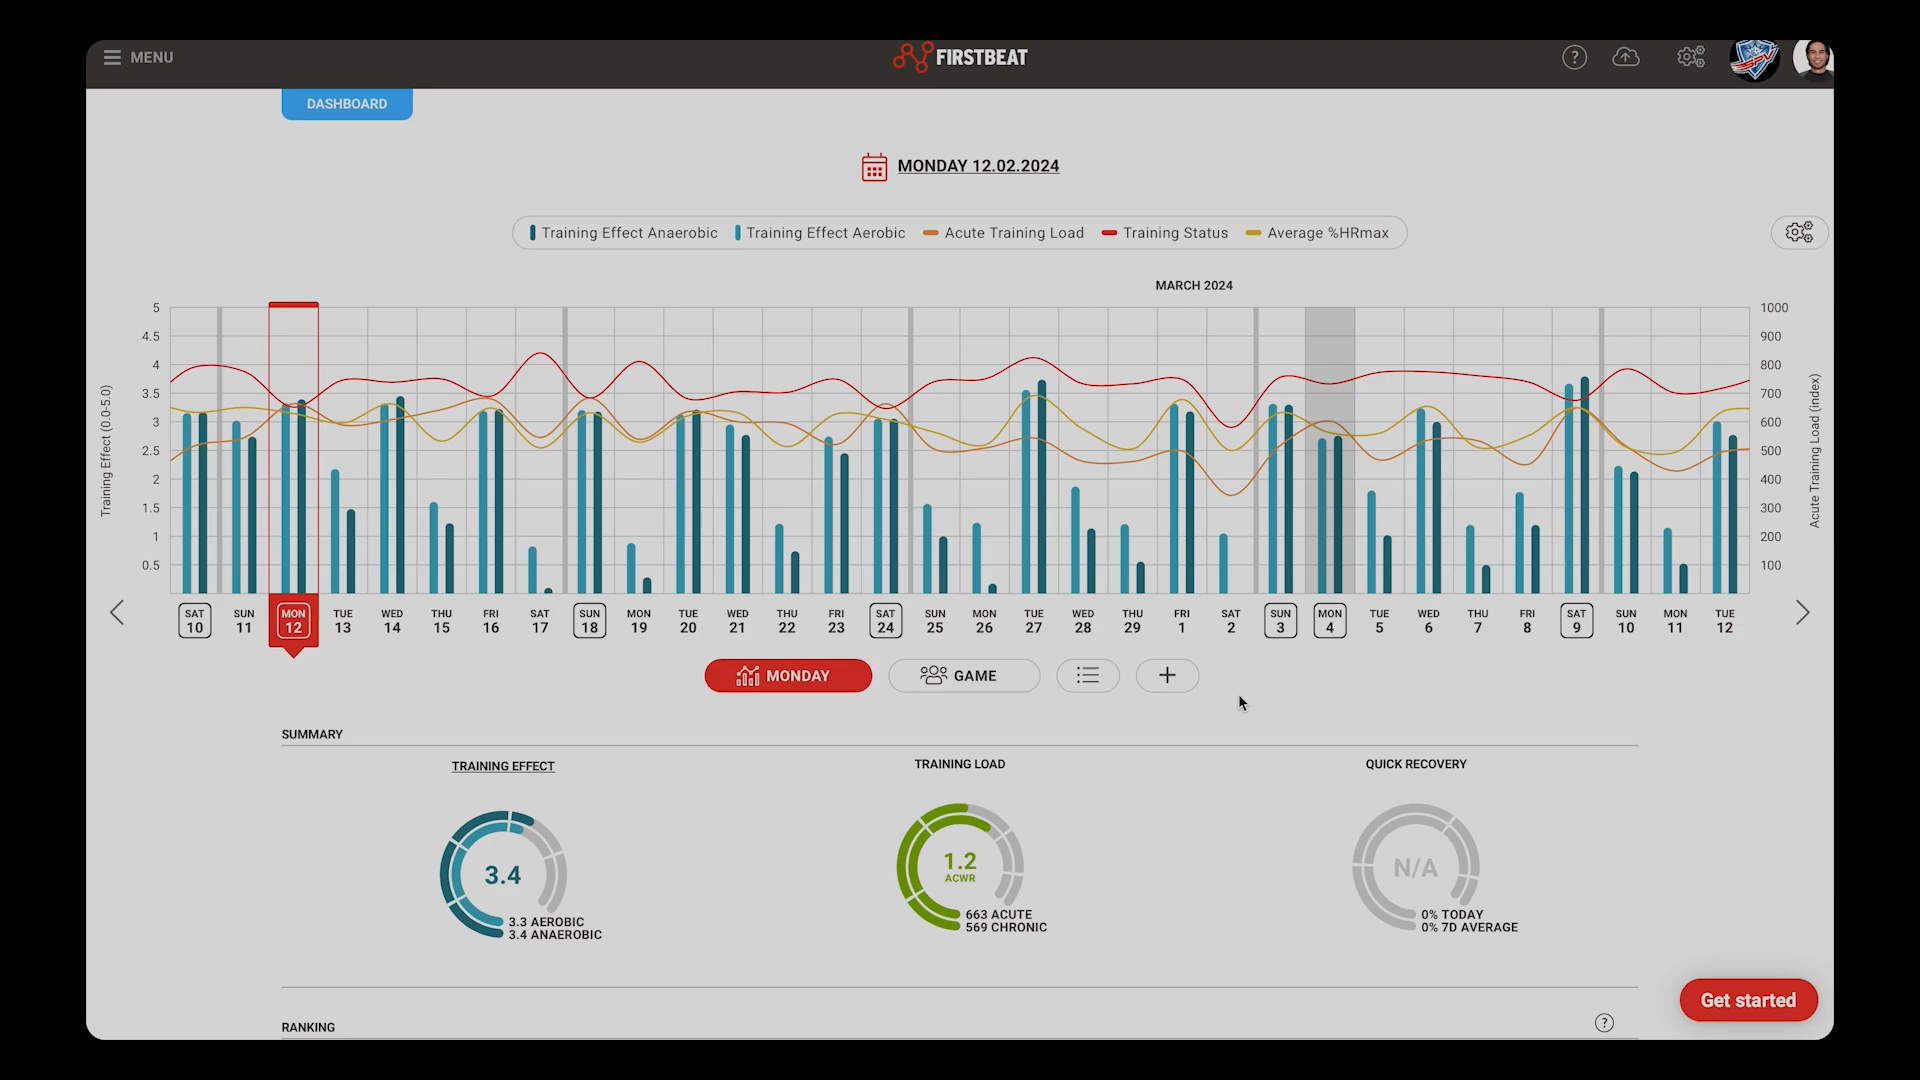 MENU
FIRSTBEAT
?
SPV
DASHBOARD
MONDAY 12.02.2024
Training Effect Anaerobic Training Effect Aerobic Acute Training Load Training Status Average %HRmax
MARCH 2024
Training Effect (0.0-5.0)
5
4.5
4
3.5
3
2.5
2
1.5
1
0.5
1000
900
800
700
600
500
400
300
200
100
Acute Training Load (index)
SAT SUN MON TUE WED THU FRI SAT SUN MON TUE WED THU FRI SAT SUN MON TUE WED THU FRI SAT SUN MON TUE WED THU FRI SAT SUN MON TUE
10 11 12 13 14 15 16 17 18 19 20 21 22 23 24 25 26 27 28 29 1 2 3 4 5 6 7 8 9 10 11 12
MONDAY
GAME
+
SUMMARY
TRAINING EFFECT
3.4
3.3 AEROBIC
3.4 ANAEROBIC
TRAINING LOAD
1.2
ACWR
663 ACUTE
569 CHRONIC
QUICK RECOVERY
N/A
0% TODAY
0% 7D AVERAGE
Get started
RANKING
?